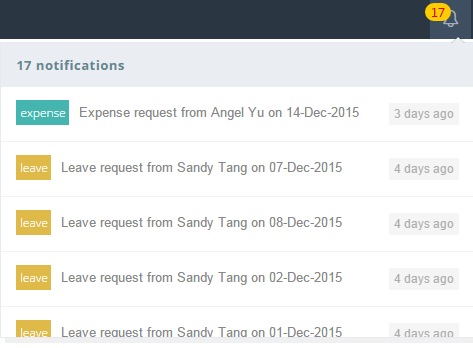 17
17 notifications
expense Expense request from Angel Yu on 14-Dec-2015 3 days ago
leave Leave request from Sandy Tang on 07-Dec-2015 4 days ago
leave Leave request from Sandy Tang on 08-Dec-2015 4 days ago
leave Leave request from Sandy Tang on 02-Dec-2015 4 days ago
leave Leave request from Sandy Tang on 01-Dec-2015 4 days ago